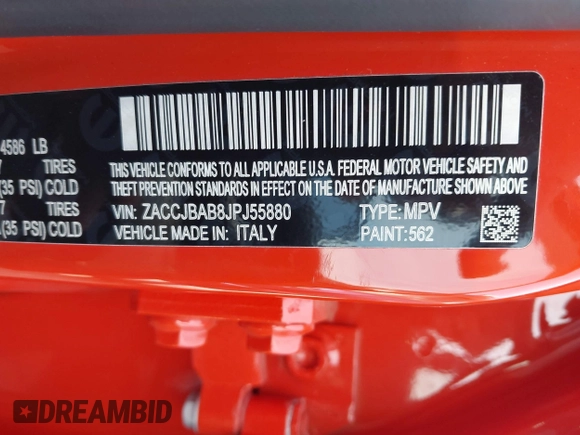 4586 LB
TIRES
(35 PSI) COLD
7 TIRES
(35 PSI) COLD
THIS VEHICLE CONFORMS TO ALL APPLICABLE U.S.A. FEDERAL MOTOR VEHICLE SAFETY AND
THEFT PREVENTION STANDARDS IN EFFECT ON THE DATE OF MANUFACTURE SHOWN ABOVE
VIN: ZACCJBAB8JPJ55880 TYPE: MPV
VEHICLE MADE IN: ITALY PAINT: 562
DREAMBID